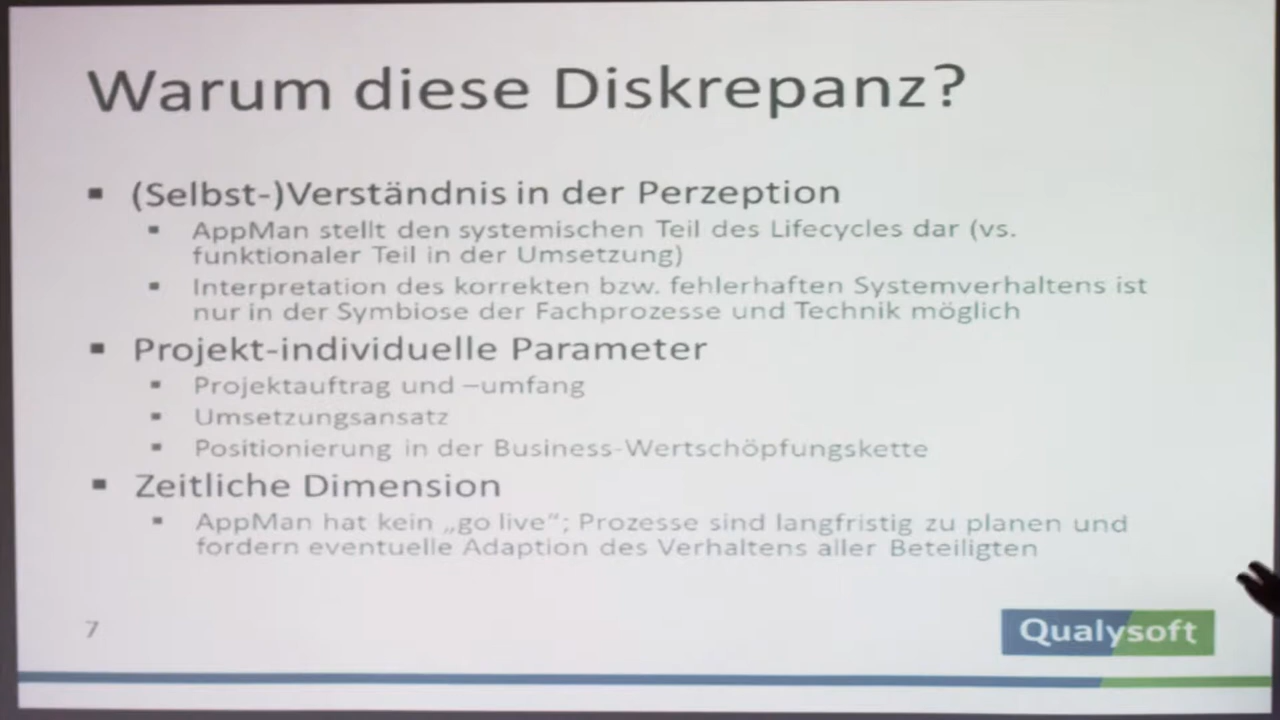 Warum diese Diskrepanz?
▪ (Selbst-)Verständnis in der Perzeption
▪ AppMan stellt den systemischen Teil des Lifecycles dar (vs.
funktionaler Teil in der Umsetzung)
▪ Interpretation des korrekten bzw. fehlerhaften Systemverhaltens ist
nur in der Symbiose der Fachprozesse und Technik möglich
▪ Projekt-individuelle Parameter
▪ Projektauftrag und –umfang
▪ Umsetzungsansatz
▪ Positionierung in der Business-Wertschöpfungskette
▪ Zeitliche Dimension
▪ AppMan hat kein „go live“; Prozesse sind langfristig zu planen und
fordern eventuelle Adaption des Verhaltens aller Beteiligten
7
Qualysoft